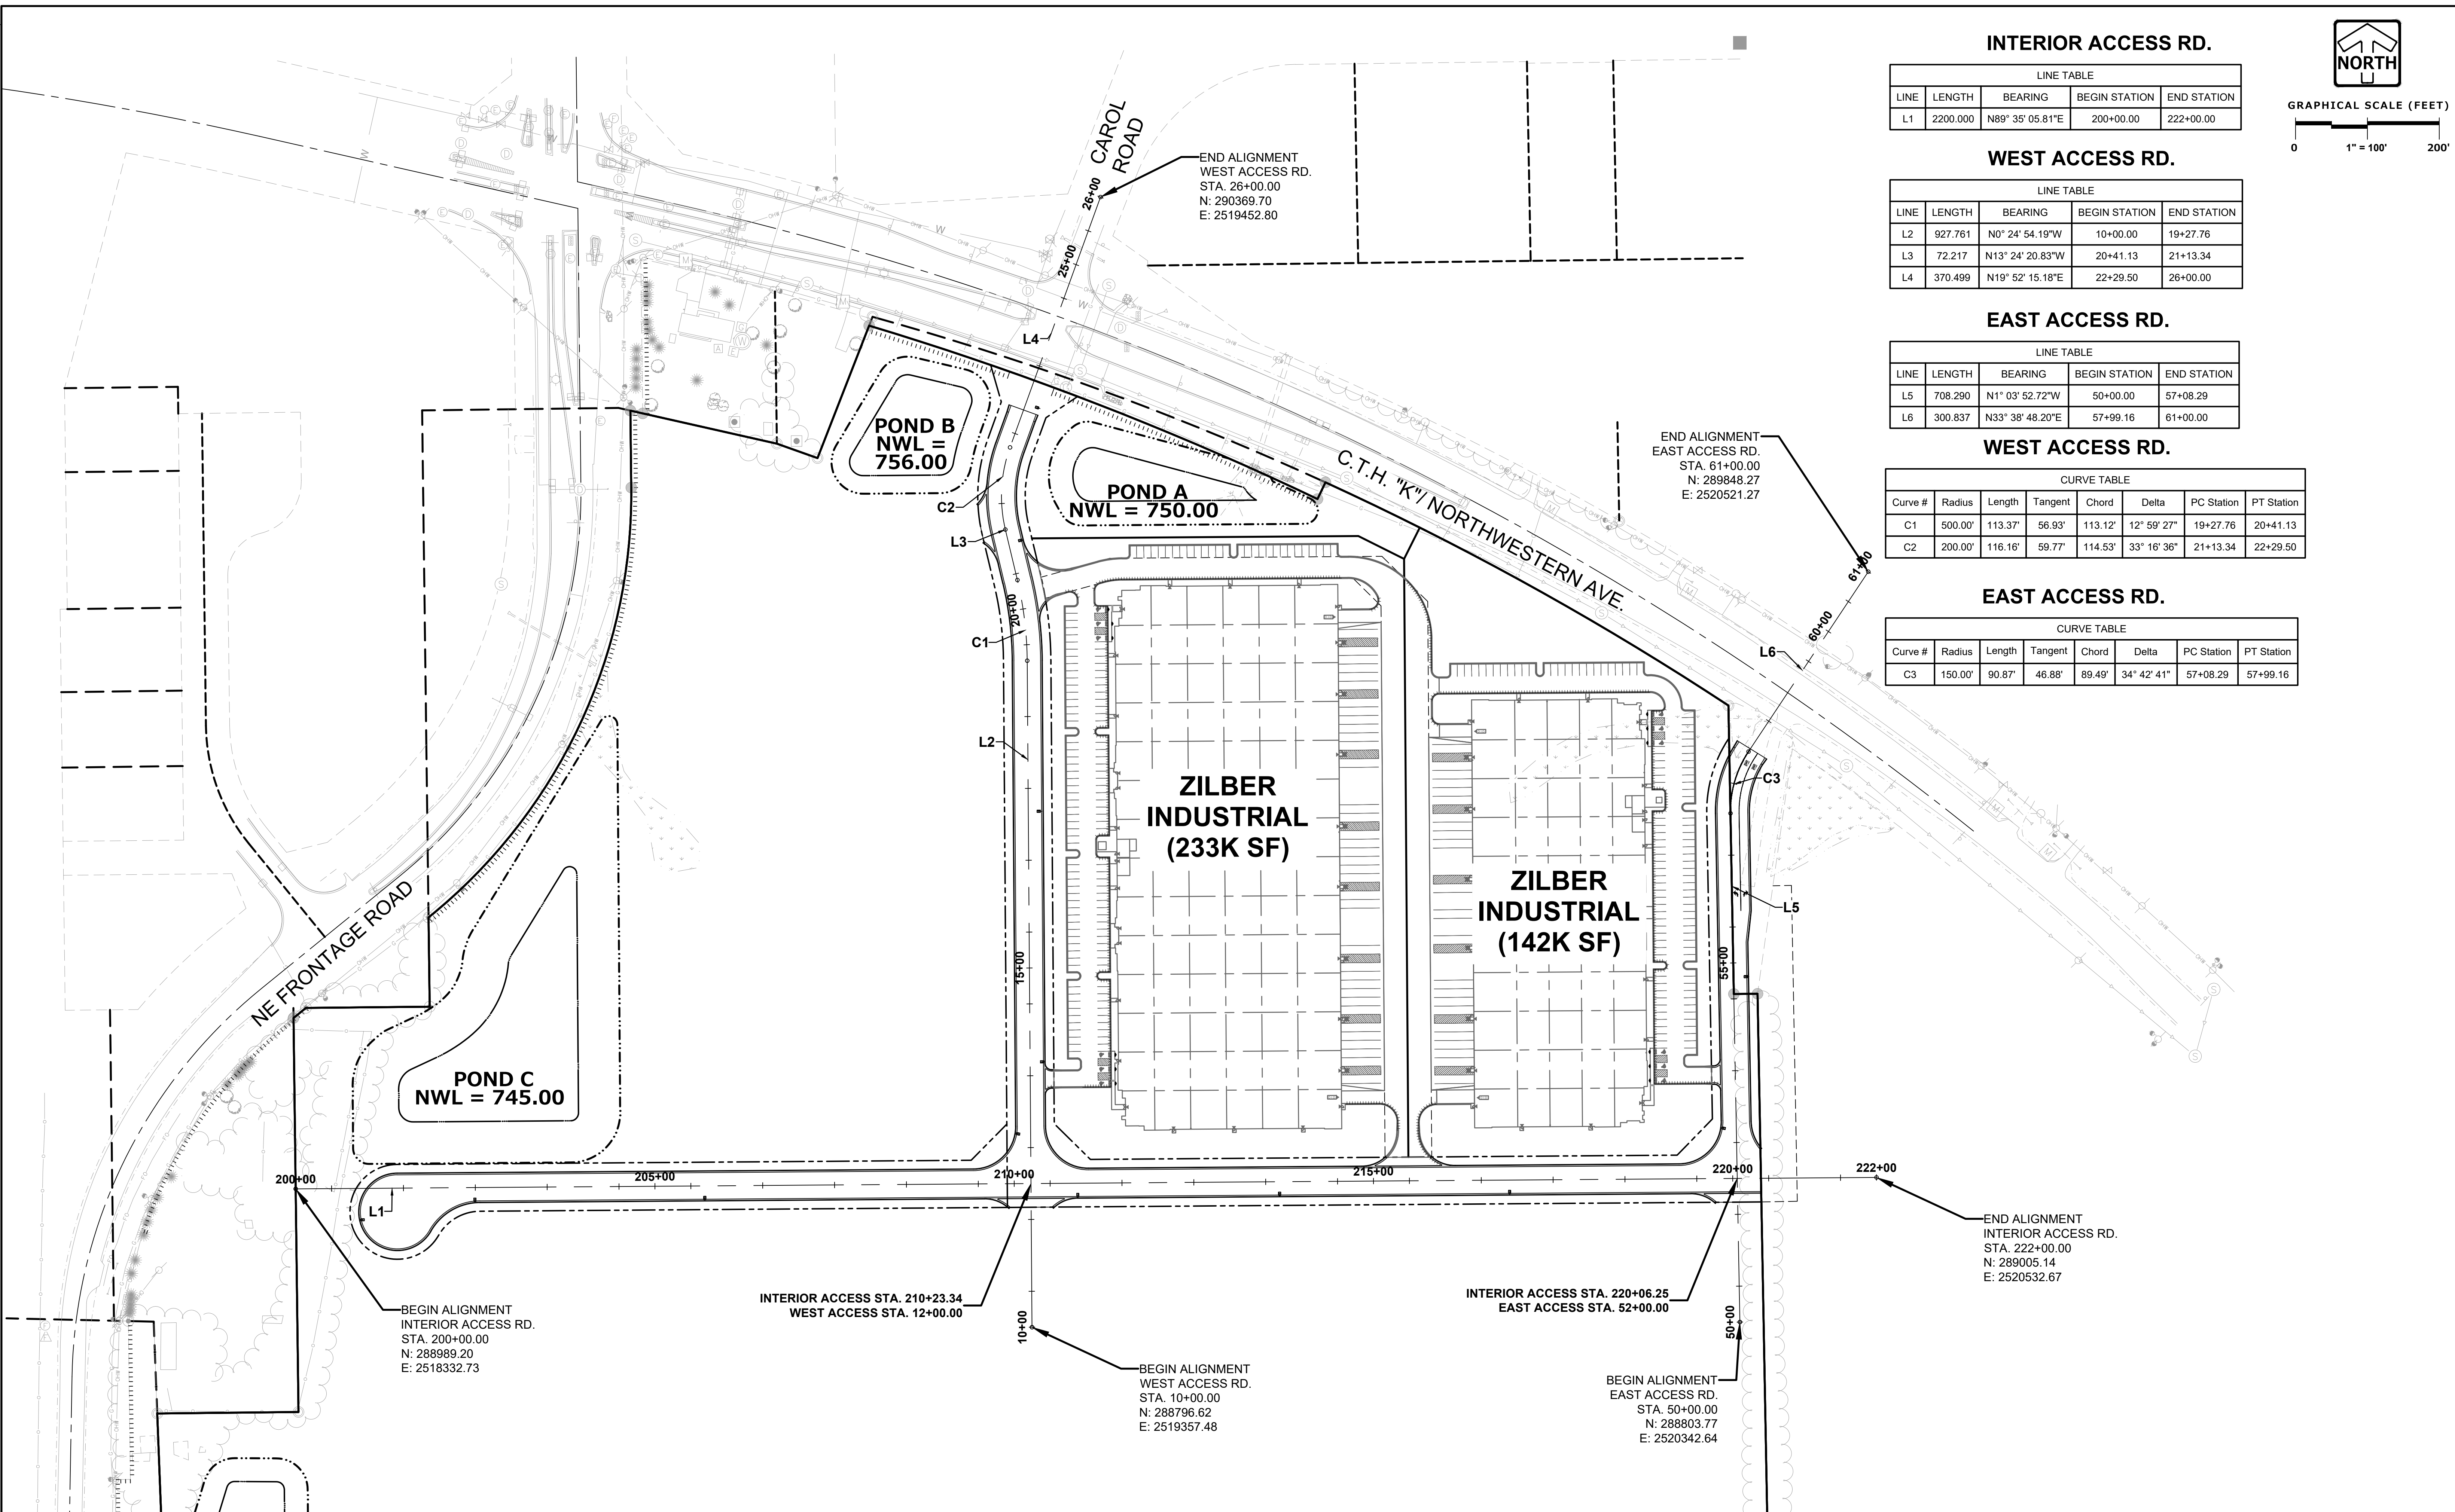 INTERIOR ACCESS RD.
LINE TABLE
LINE LENGTH BEARING BEGIN STATION END STATION
L1 2200.000 N89° 35' 05.81"E 200+00.00 222+00.00
NORTH
GRAPHICAL SCALE (FEET)
0 1" = 100' 200'
WEST ACCESS RD.
LINE TABLE
LINE LENGTH BEARING BEGIN STATION END STATION
L2 927.761 N0° 24' 54.19"W 10+00.00 19+27.76
L3 72.217 N13° 24' 20.83"W 20+41.13 21+13.34
L4 370.499 N19° 52' 15.18"E 22+29.50 26+00.00
EAST ACCESS RD.
LINE TABLE
LINE LENGTH BEARING BEGIN STATION END STATION
L5 708.290 N1° 03' 52.72"W 50+00.00 57+08.29
L6 300.837 N33° 38' 48.20"E 57+99.16 61+00.00
WEST ACCESS RD.
CURVE TABLE
Curve # Radius Length Tangent Chord Delta PC Station PT Station
C1 500.00' 113.37' 56.93' 113.12' 12° 59' 27" 19+27.76 20+41.13
C2 200.00' 116.16' 59.77' 114.53' 33° 16' 36" 21+13.34 22+29.50
EAST ACCESS RD.
CURVE TABLE
Curve # Radius Length Tangent Chord Delta PC Station PT Station
C3 150.00' 90.87' 46.88' 89.49' 34° 42' 41" 57+08.29 57+99.16
CAROL
ROAD
END ALIGNMENT
WEST ACCESS RD.
STA. 26+00.00
N: 290369.70
E: 2519452.80
26+00
25+00
L4
POND B
NWL =
756.00
POND A
NWL = 750.00
C2
L3
C.T.H. "K"/ NORTHWESTERN AVE.
END ALIGNMENT
EAST ACCESS RD.
STA. 61+00.00
N: 289848.27
E: 2520521.27
61+00
60+00
L6
20+00
C1
L2
ZILBER
INDUSTRIAL
(233K SF)
ZILBER
INDUSTRIAL
(142K SF)
C3
L5
15+00
55+00
NE FRONTAGE ROAD
POND C
NWL = 745.00
200+00
205+00
210+00
215+00
220+00
222+00
L1
BEGIN ALIGNMENT
INTERIOR ACCESS RD.
STA. 200+00.00
N: 288989.20
E: 2518332.73
INTERIOR ACCESS STA. 210+23.34
WEST ACCESS STA. 12+00.00
10+00
BEGIN ALIGNMENT
WEST ACCESS RD.
STA. 10+00.00
N: 288796.62
E: 2519357.48
INTERIOR ACCESS STA. 220+06.25
EAST ACCESS STA. 52+00.00
50+00
BEGIN ALIGNMENT
EAST ACCESS RD.
STA. 50+00.00
N: 288803.77
E: 2520342.64
END ALIGNMENT
INTERIOR ACCESS RD.
STA. 222+00.00
N: 289005.14
E: 2520532.67